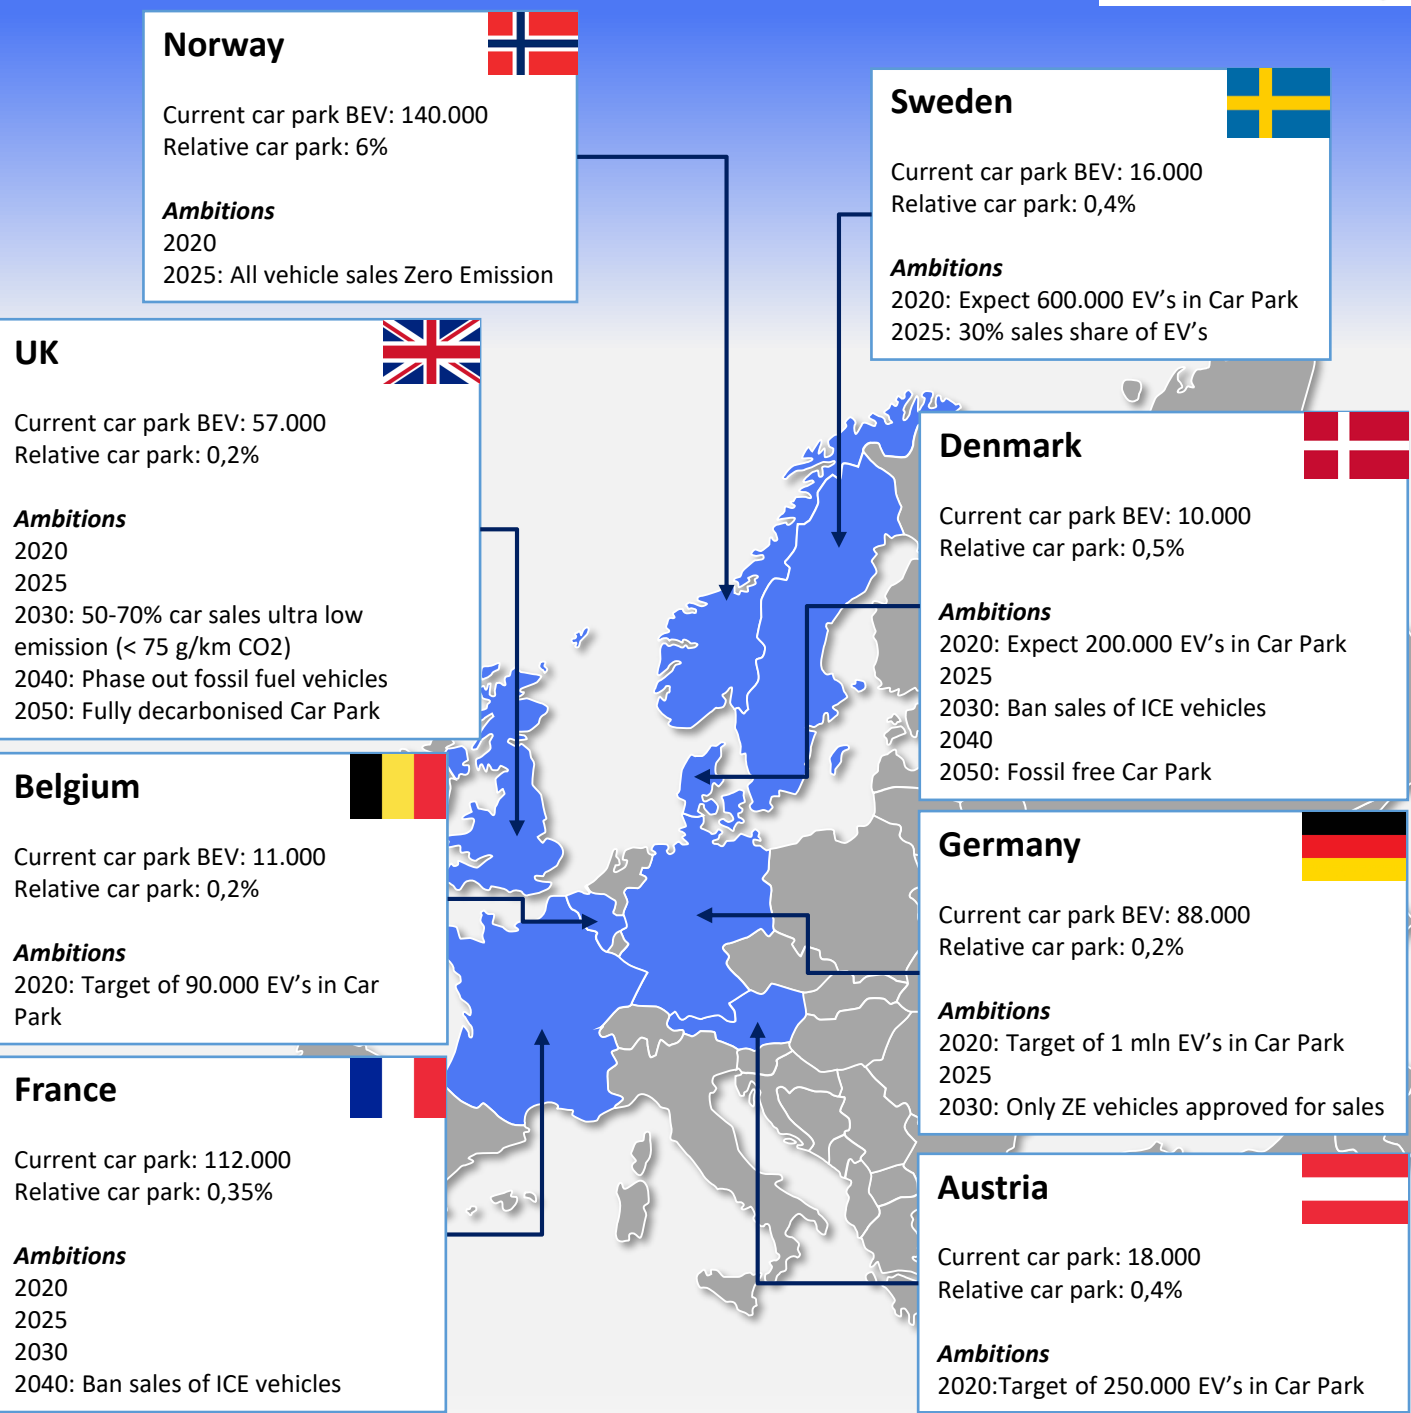 Norway
Current car park BEV: 140.000
Relative car park: 6%
Ambitions
2020
2025: All vehicle sales Zero Emission
Sweden
Current car park BEV: 16.000
Relative car park: 0,4%
Ambitions
2020: Expect 600.000 EV’s in Car Park
2025: 30% sales share of EV’s
UK
Current car park BEV: 57.000
Relative car park: 0,2%
Ambitions
2020
2025
2030: 50-70% car sales ultra low
emission (< 75 g/km CO2)
2040: Phase out fossil fuel vehicles
2050: Fully decarbonised Car Park
Denmark
Current car park BEV: 10.000
Relative car park: 0,5%
Ambitions
2020: Expect 200.000 EV’s in Car Park
2025
2030: Ban sales of ICE vehicles
2040
2050: Fossil free Car Park
Belgium
Current car park BEV: 11.000
Relative car park: 0,2%
Ambitions
2020: Target of 90.000 EV’s in Car
Park
Germany
Current car park BEV: 88.000
Relative car park: 0,2%
Ambitions
2020: Target of 1 mln EV’s in Car Park
2025
2030: Only ZE vehicles approved for sales
France
Current car park: 112.000
Relative car park: 0,35%
Ambitions
2020
2025
2030
2040: Ban sales of ICE vehicles
Austria
Current car park: 18.000
Relative car park: 0,4%
Ambitions
2020:Target of 250.000 EV’s in Car Park